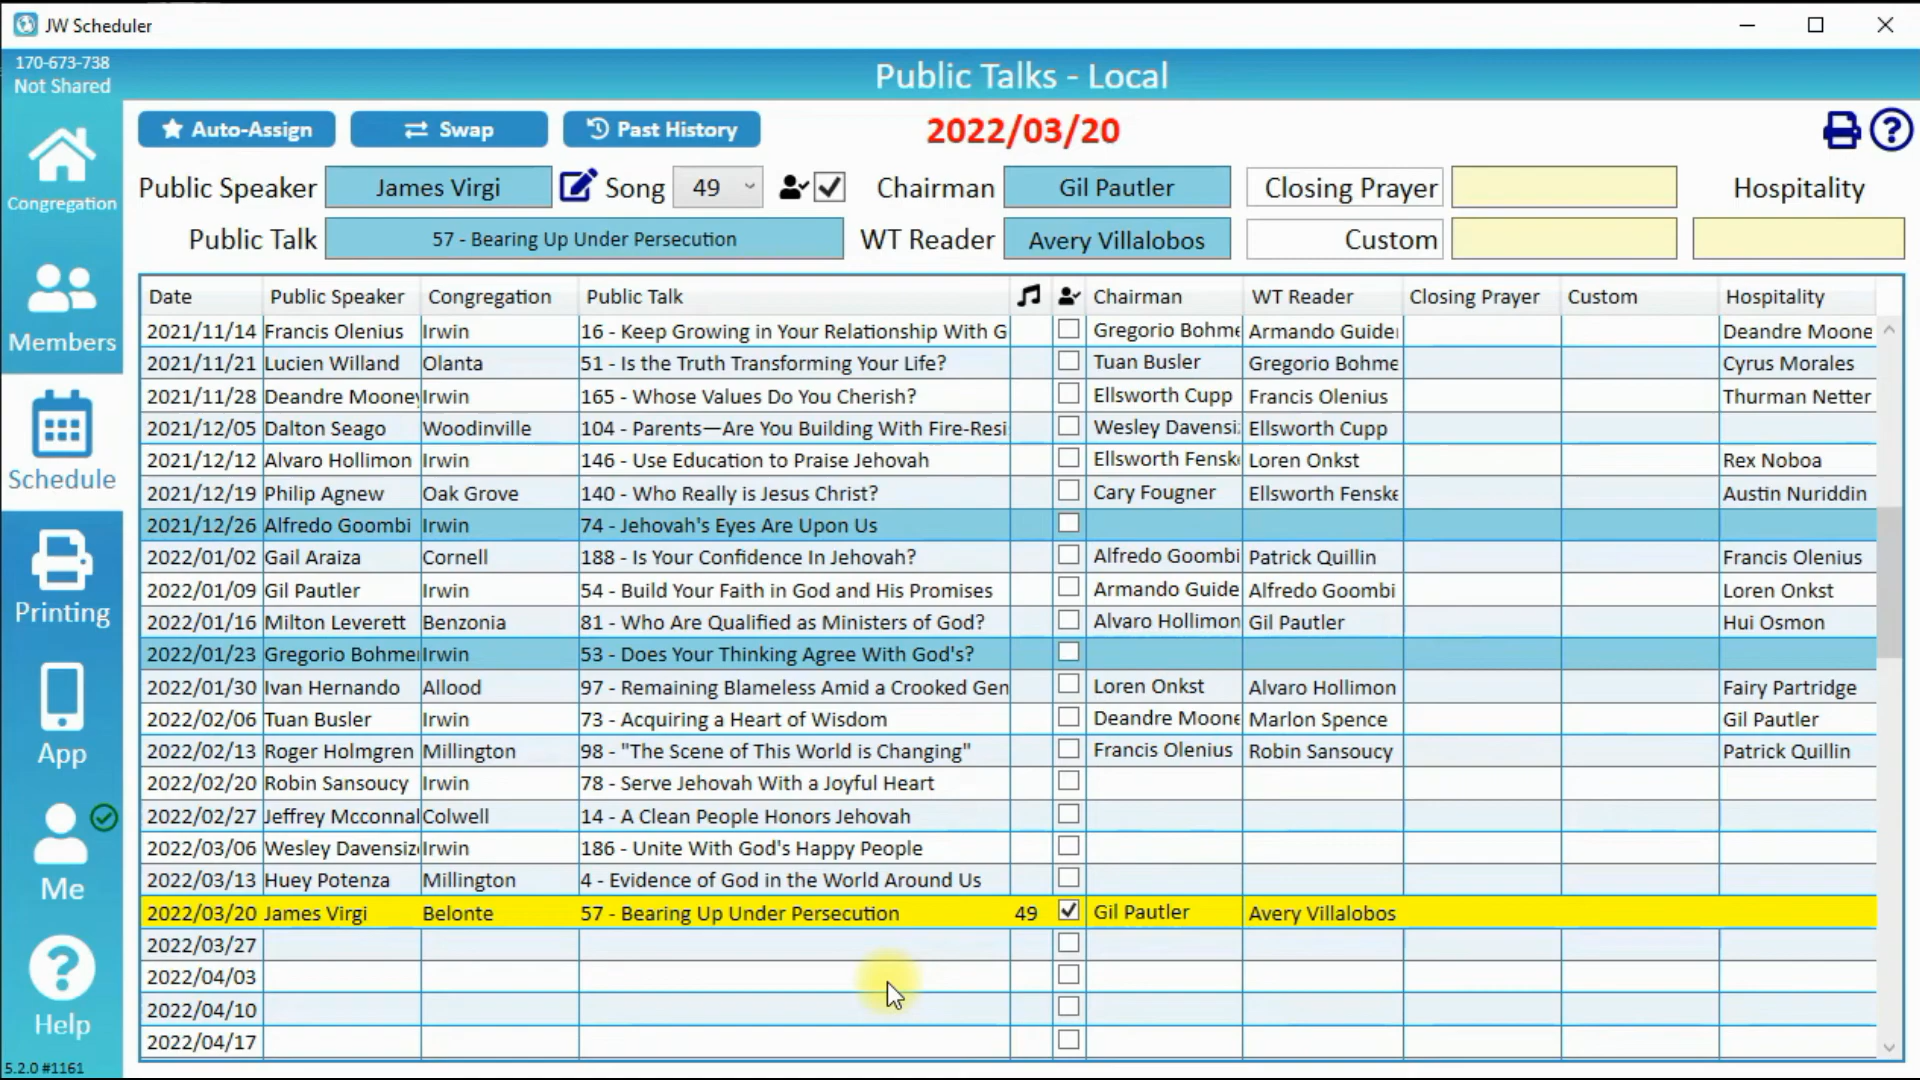 JW Scheduler
170-673-738
Not Shared
Public Talks - Local
Auto-Assign Swap Past History 2022/03/20
Public Speaker James Virgi Song 49 Chairman Gil Pautler Closing Prayer Hospitality
Public Talk 57 - Bearing Up Under Persecution WT Reader Avery Villalobos Custom
Congregation
Members
Schedule
Printing
App
Me
Help
5.2.0 #1161
Date Public Speaker Congregation Public Talk Chairman WT Reader Closing Prayer Custom Hospitality
2021/11/14 Francis Olenius Irwin 16 - Keep Growing in Your Relationship With G Gregorio Bohme Armando Guide Deandre Moone
2021/11/21 Lucien Willand Olanta 51 - Is the Truth Transforming Your Life? Tuan Busler Gregorio Bohme Cyrus Morales
2021/11/28 Deandre Mooney Irwin 165 - Whose Values Do You Cherish? Ellsworth Cupp Francis Olenius Thurman Netter
2021/12/05 Dalton Seago Woodinville 104 - Parents—Are You Building With Fire-Resi Wesley Davensi Ellsworth Cupp
2021/12/12 Alvaro Hollimon Irwin 146 - Use Education to Praise Jehovah Ellsworth Fensk Loren Onkst Rex Noboa
2021/12/19 Philip Agnew Oak Grove 140 - Who Really is Jesus Christ? Cary Fougner Ellsworth Fenske Austin Nuriddin
2021/12/26 Alfredo Goombi Irwin 74 - Jehovah's Eyes Are Upon Us
2022/01/02 Gail Araiza Cornell 188 - Is Your Confidence In Jehovah? Alfredo Goombi Patrick Quillin Francis Olenius
2022/01/09 Gil Pautler Irwin 54 - Build Your Faith in God and His Promises Armando Guide Alfredo Goombi Loren Onkst
2022/01/16 Milton Leverett Benzonia 81 - Who Are Qualified as Ministers of God? Alvaro Hollimon Gil Pautler Hui Osmon
2022/01/23 Gregorio Bohme Irwin 53 - Does Your Thinking Agree With God's?
2022/01/30 Ivan Hernando Allood 97 - Remaining Blameless Amid a Crooked Gen Loren Onkst Alvaro Hollimon Fairy Partridge
2022/02/06 Tuan Busler Irwin 73 - Acquiring a Heart of Wisdom Deandre Moone Marlon Spence Gil Pautler
2022/02/13 Roger Holmgren Millington 98 - "The Scene of This World is Changing" Francis Olenius Robin Sansoucy Patrick Quillin
2022/02/20 Robin Sansoucy Irwin 78 - Serve Jehovah With a Joyful Heart
2022/02/27 Jeffrey Mcconnal Colwell 14 - A Clean People Honors Jehovah
2022/03/06 Wesley Davensiz Irwin 186 - Unite With God's Happy People
2022/03/13 Huey Potenza Millington 4 - Evidence of God in the World Around Us
2022/03/20 James Virgi Belonte 57 - Bearing Up Under Persecution 49 Gil Pautler Avery Villalobos
2022/03/27
2022/04/03
2022/04/10
2022/04/17